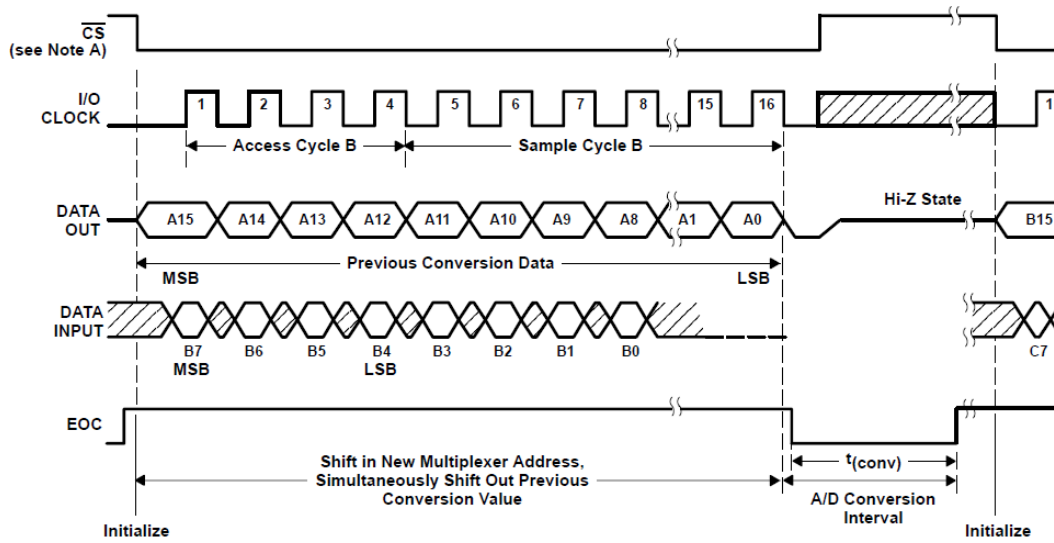 CS
(see Note A)
I/O
CLOCK
1 2 3 4 5 6 7 8 15 16 1
Access Cycle B Sample Cycle B
DATA
OUT
A15 A14 A13 A12 A11 A10 A9 A8 A1 A0 Hi-Z State B15
Previous Conversion Data
MSB LSB
DATA
INPUT
B7 B6 B5 B4 B3 B2 B1 B0 C7
MSB LSB
EOC
t(conv)
Shift in New Multiplexer Address,
Simultaneously Shift Out Previous
Conversion Value
A/D Conversion
Interval
Initialize Initialize